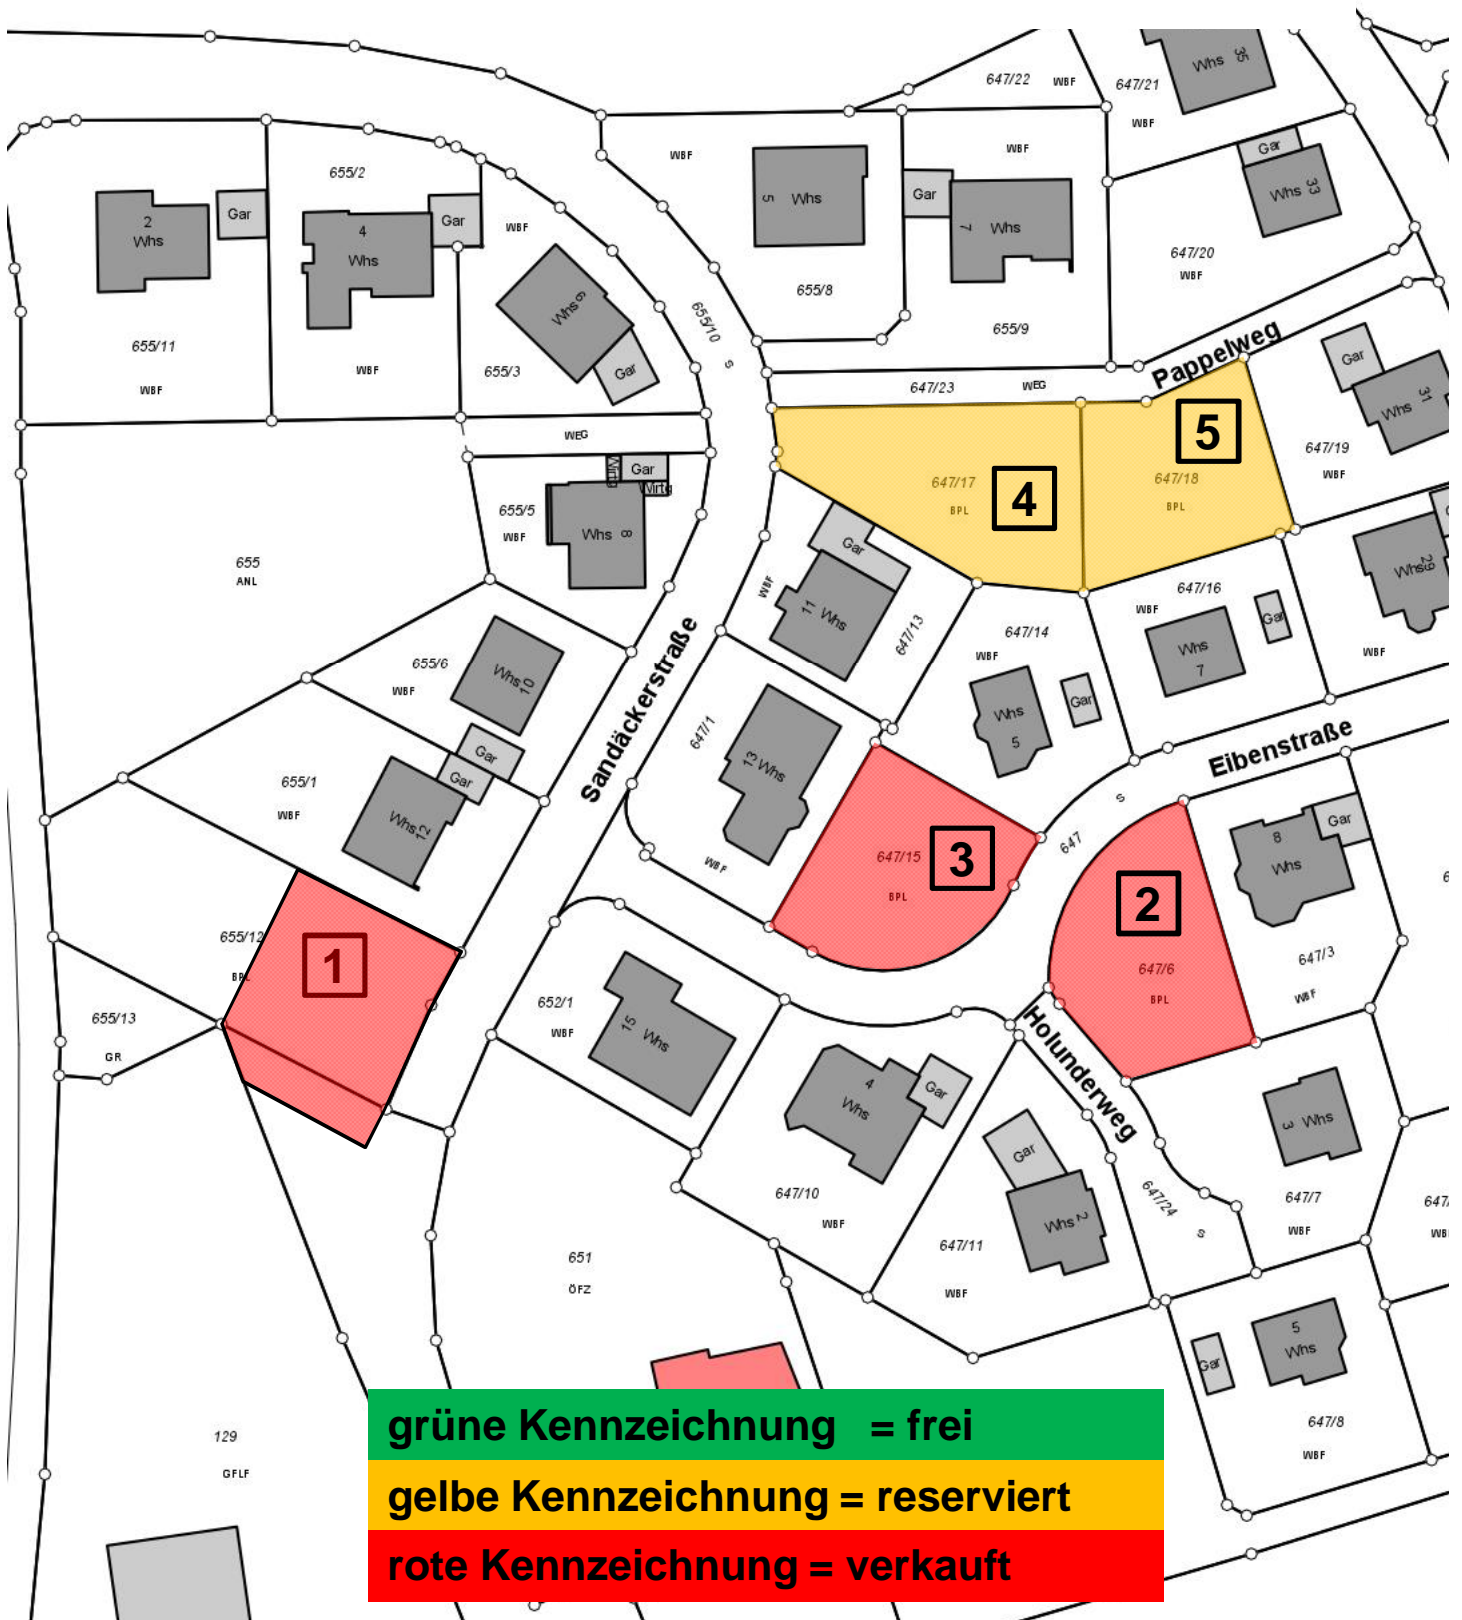 35
Whs
647/22
WBF
647/21
WBF
Gar
33
Whs
647/20
WBF
WBF
5
Whs
655/8
WBF
Gar
7
Whs
655/9
655/2
2
Whs
Gar
4
Whs
Gar
WBF
Whs
Gar
655/11
WBF
WBF
655/3
655/10
S
Pappelweg
647/23
WEG
Gar
31
Whs
647/19
WBF
WEG
5
4
647/17
BPL
647/18
BPL
Wirtg
Gar
Wirtg
655/5
WBF
Whs
8
655
ANL
Gar
11
Whs
WBF
647/13
647/14
WBF
647/16
WBF
Gar
Whs
7
29
Whs
WBF
655/6
WBF
Whs
10
Sandäckerstraße
647/1
Whs
5
Gar
Eibenstraße
Gar
Gar
655/1
WBF
Whs
12
13
Whs
WBF
3
647/15
BPL
S
647
2
647/6
BPL
8
Whs
Gar
647/3
WBF
655/12
BPL
1
655/13
GR
652/1
WBF
15
Whs
Holunderweg
4
Whs
Gar
647/10
WBF
Gar
Whs
2
647/11
WBF
647/24
S
3
Whs
647/7
WBF
651
ÖFZ
5
Whs
Gar
647/8
WBF
129
GFLF
grüne Kennzeichnung = frei
gelbe Kennzeichnung = reserviert
rote Kennzeichnung = verkauft